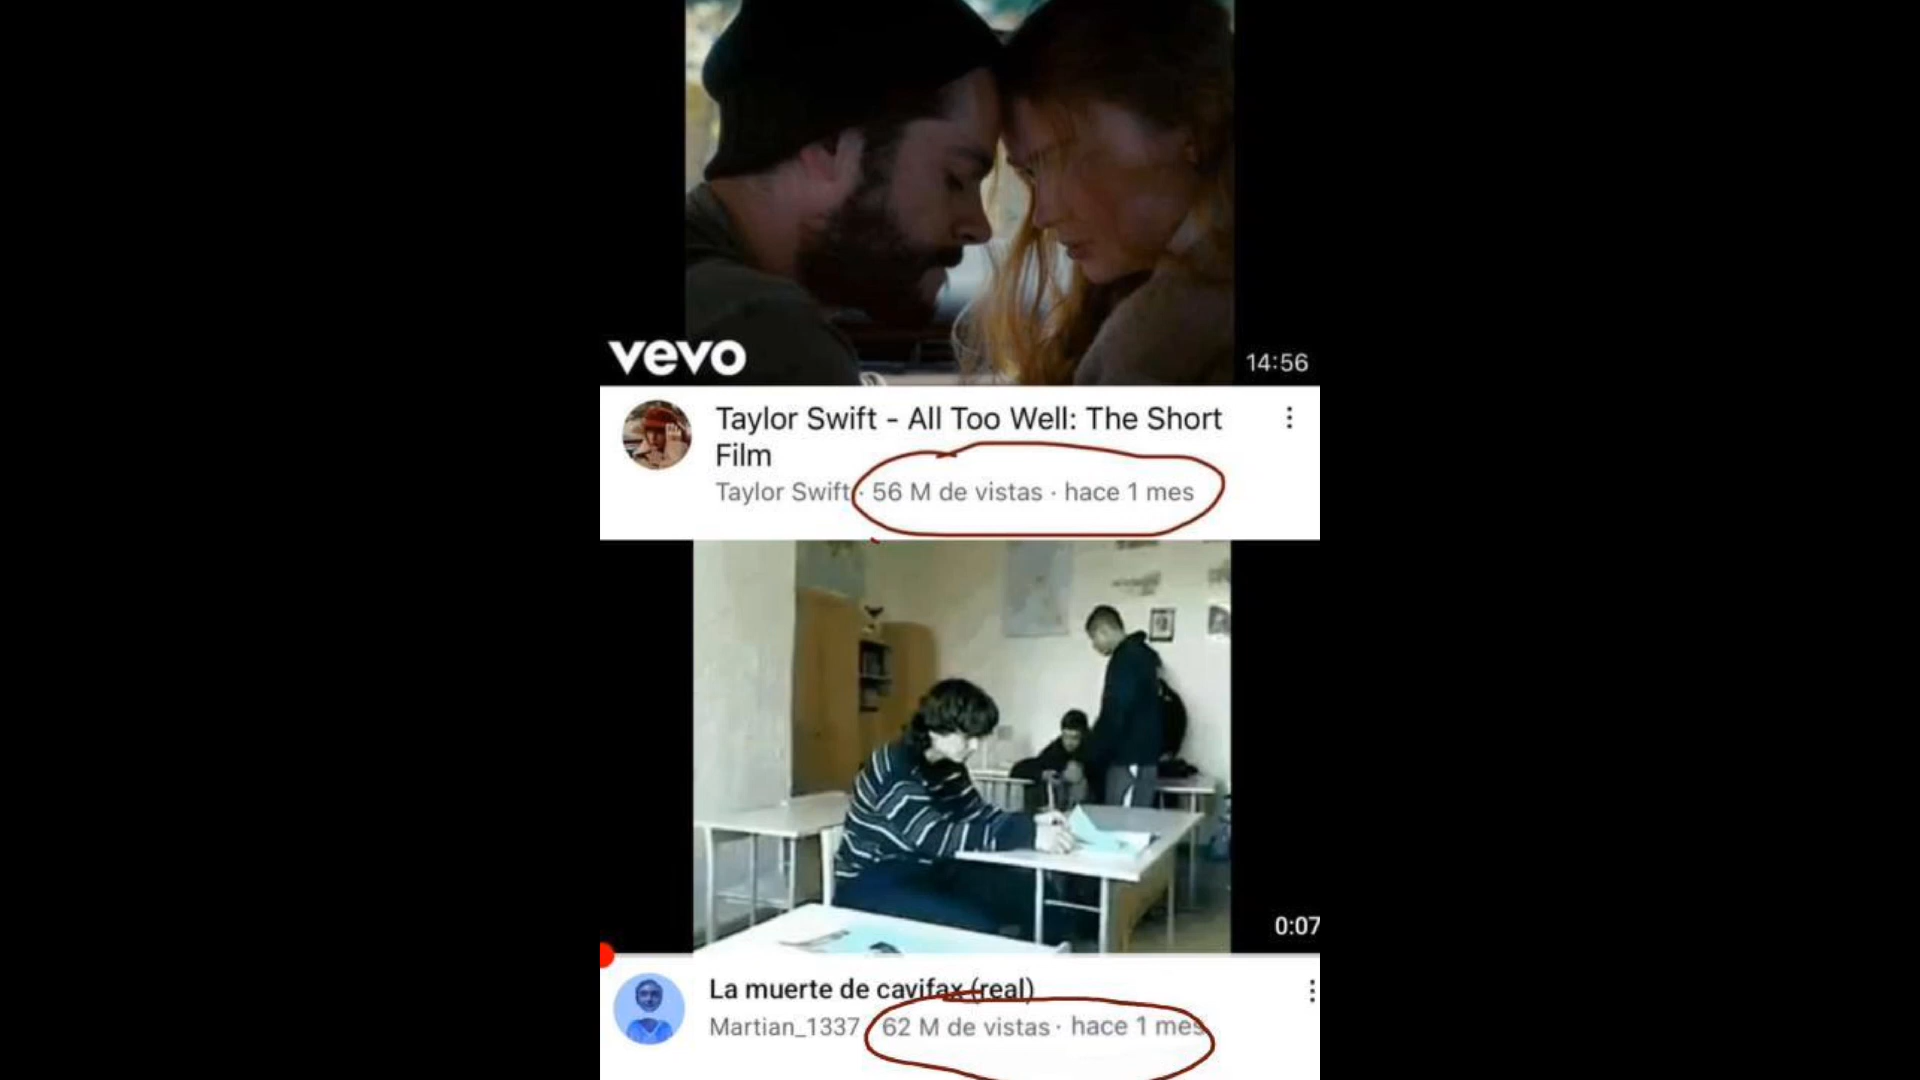 vevo
14:56
Taylor Swift - All Too Well: The Short
Film
Taylor Swift · 56 M de vistas · hace 1 mes
0:07
La muerte de cavifax (real)
Martian_1337 62 M de vistas · hace 1 mes